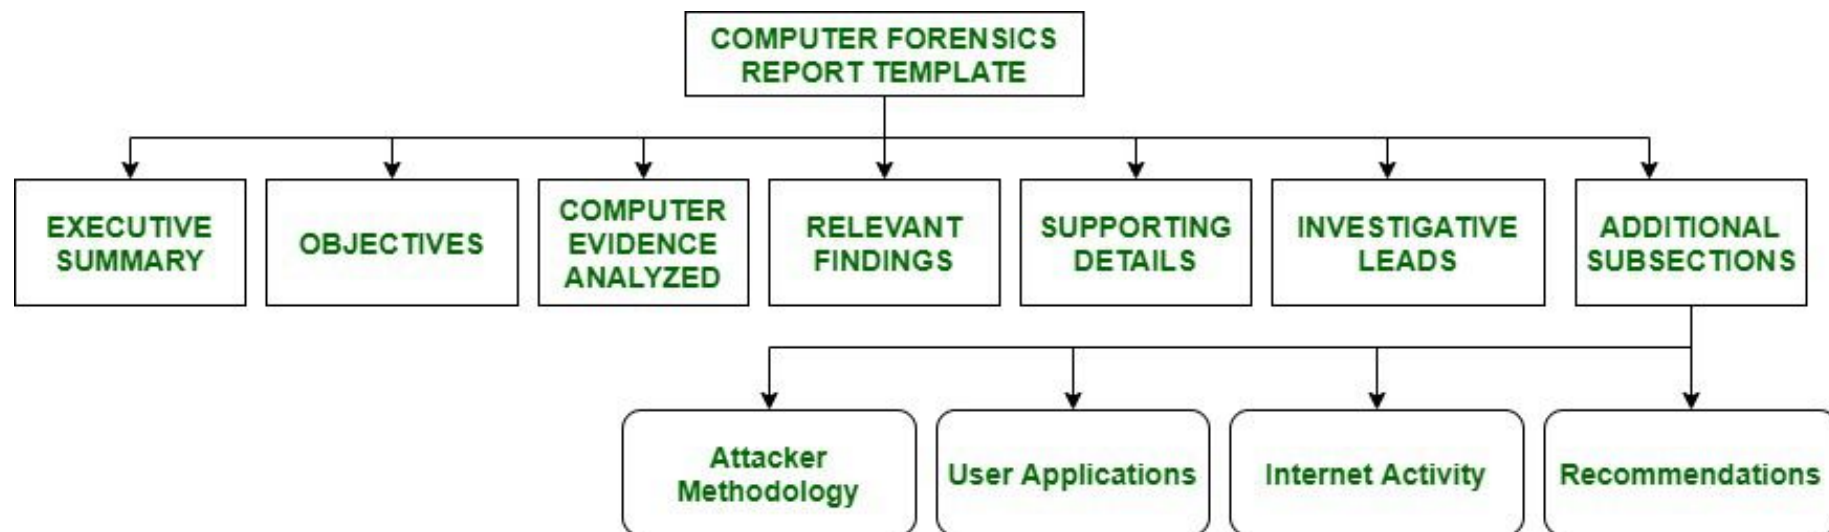 COMPUTER FORENSICS
REPORT TEMPLATE
EXECUTIVE
SUMMARY
OBJECTIVES
COMPUTER
EVIDENCE
ANALYZED
RELEVANT
FINDINGS
SUPPORTING
DETAILS
INVESTIGATIVE
LEADS
ADDITIONAL
SUBSECTIONS
Attacker
Methodology
User Applications
Internet Activity
Recommendations